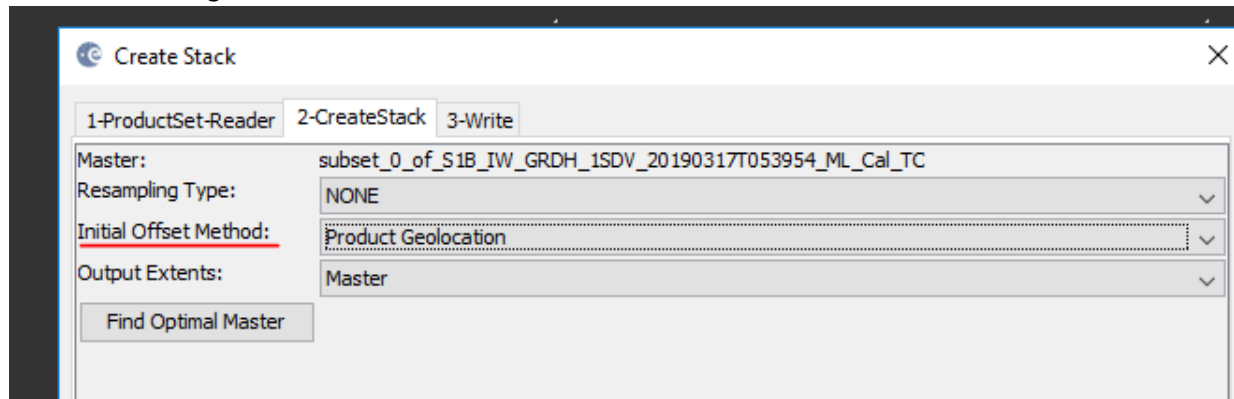 Create Stack
1-ProductSet-Reader 2-CreateStack 3-Write
Master: subset_0_of_S1B_IW_GRDH_1SDV_20190317T053954_ML_Cal_TC
Resampling Type: NONE
Initial Offset Method: Product Geolocation
Output Extents: Master
Find Optimal Master